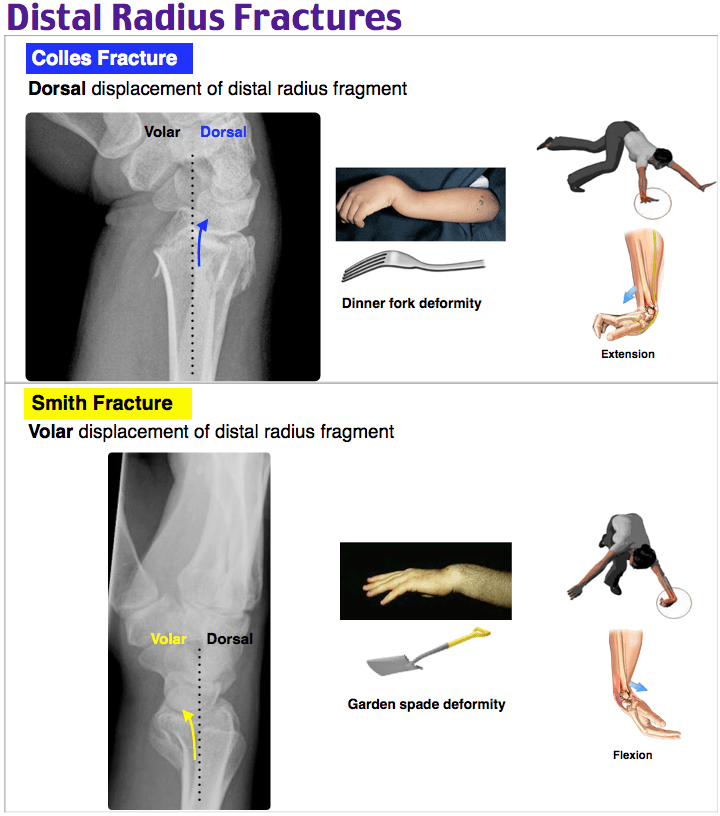 Distal Radius Fractures
Colles Fracture
Dorsal displacement of distal radius fragment
Volar Dorsal
Dinner fork deformity
Extension
Smith Fracture
Volar displacement of distal radius fragment
Volar Dorsal
Garden spade deformity
Flexion